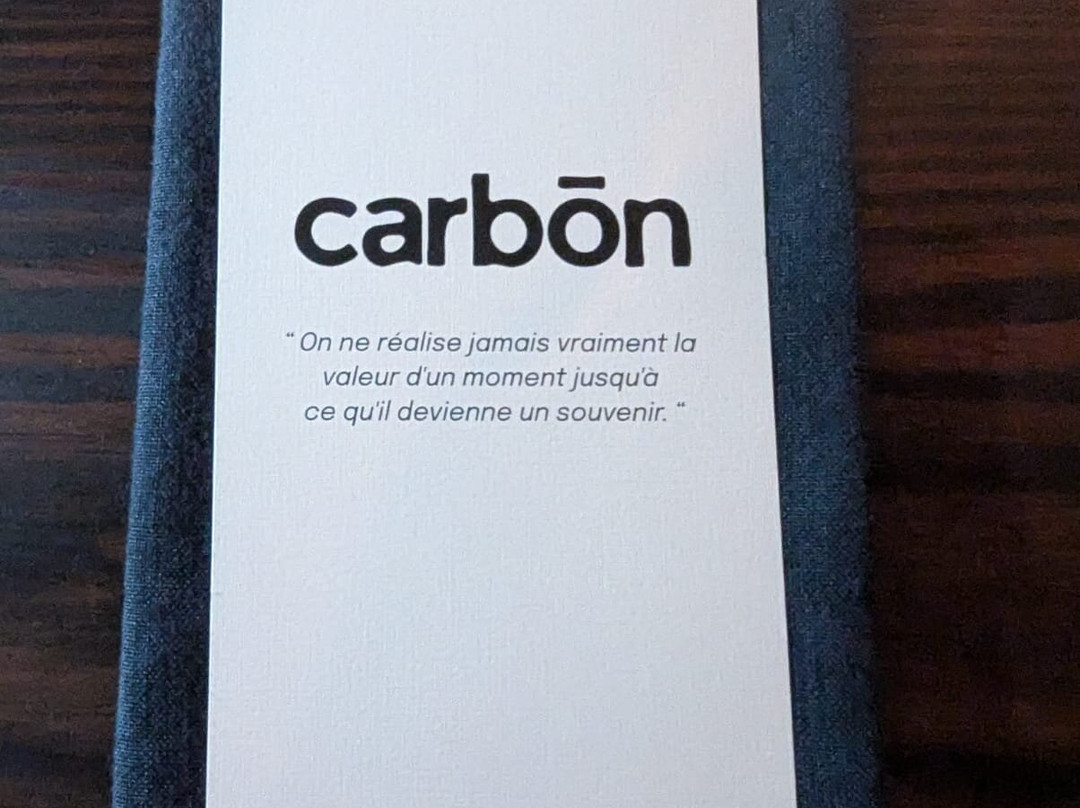 carbōn
“ On ne réalise jamais vraiment la
valeur d'un moment jusqu'à
ce qu'il devienne un souvenir. “